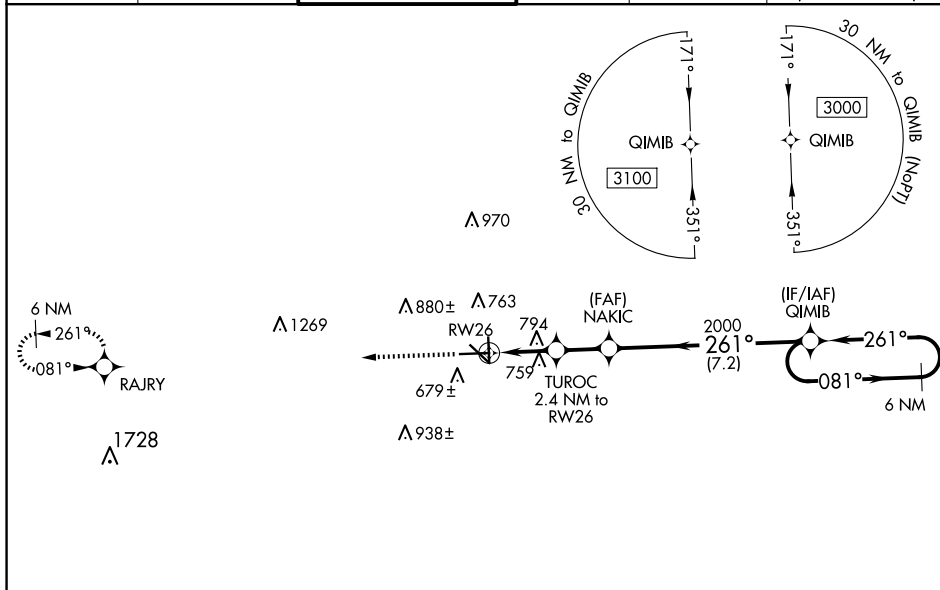 30 NM to QIMIB
171°
QIMIB
3100
351°
30 NM to QIMIB (NoPT)
171°
3000
QIMIB
351°
970
6 NM
261°
081°
RAJRY
1269
880±
763
RW26
794
759
679±
938±
1728
TUROC
2.4 NM to
RW26
(FAF)
NAKIC
2000
261°
(7.2)
(IF/IAF)
QIMIB
261°
081°
6 NM